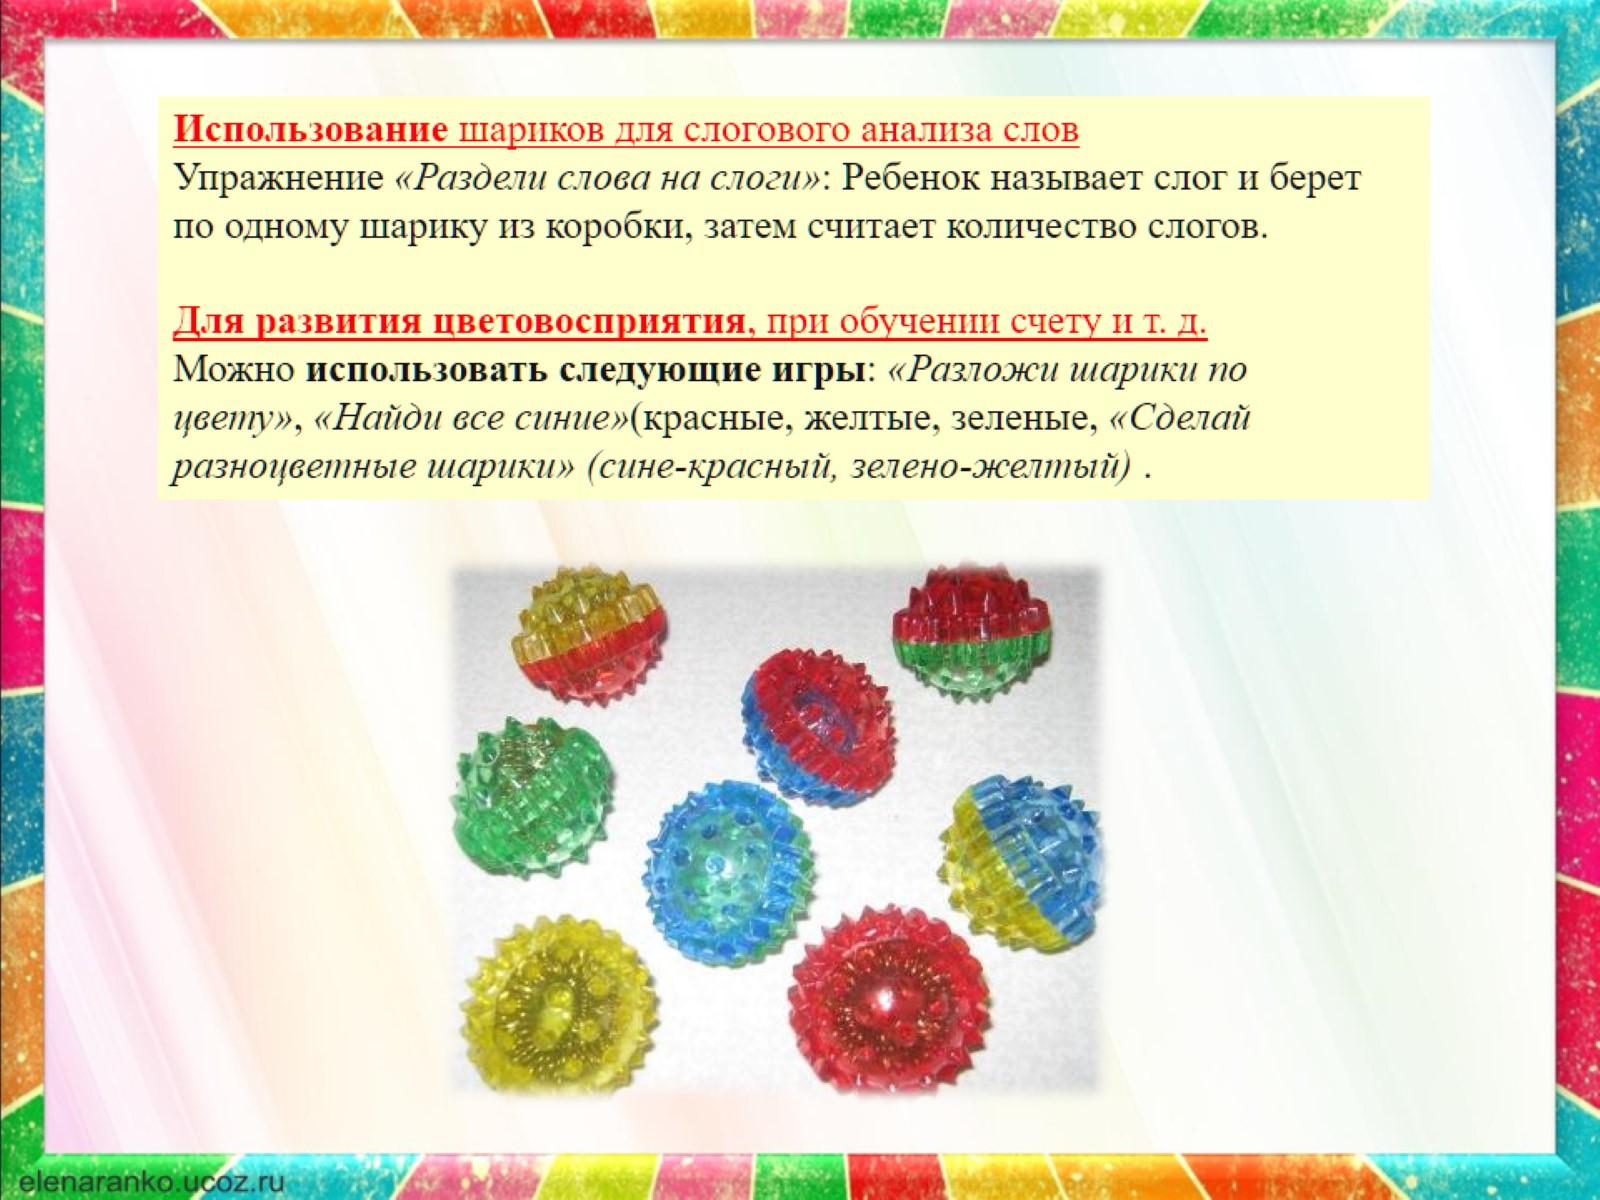 Использование шариков для слогового анализа слов
Упражнение «Раздели слова на слоги»: Ребенок называет слог и берет
по одному шарику из коробки, затем считает количество слогов.
Для развития цветовосприятия, при обучении счету и т. д.
Можно использовать следующие игры: «Разложи шарики по
цвету», «Найди все синие»(красные, желтые, зеленые, «Сделай
разноцветные шарики» (сине-красный, зелено-желтый) .
elenaranko.ucoz.ru